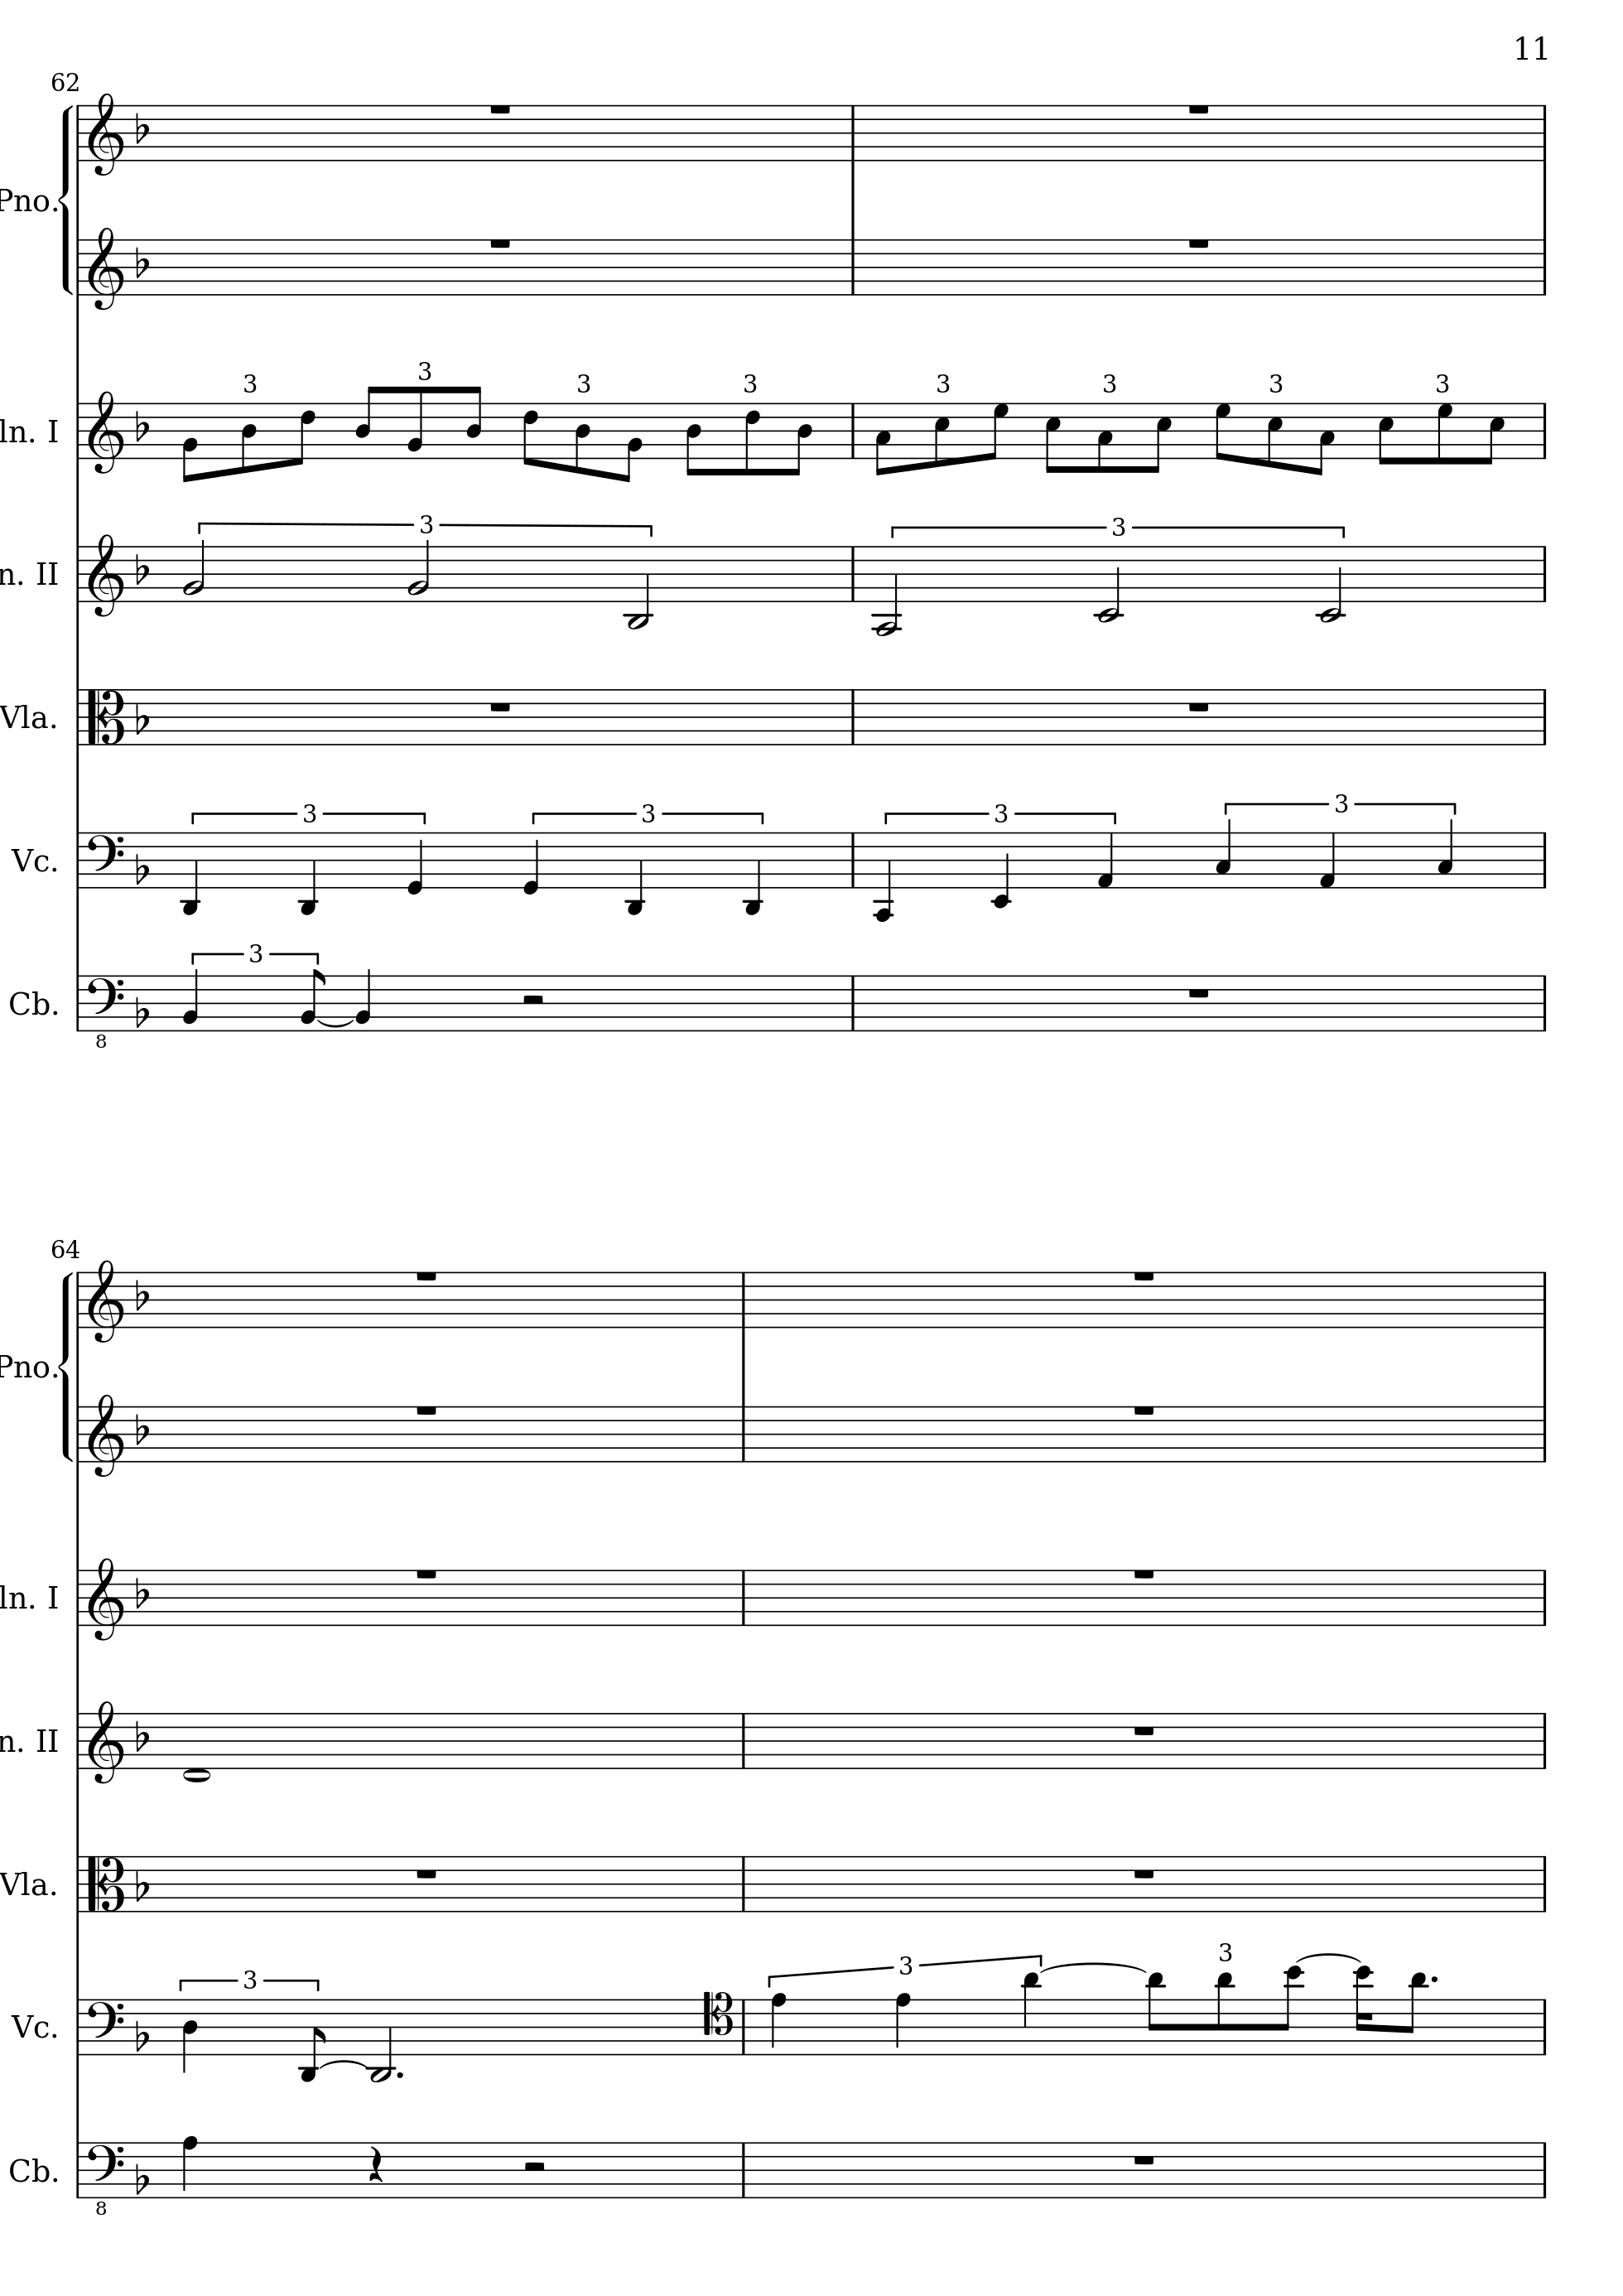 11
62
Pno.
3 3 3 3 3 3 3 3
ln. I
3 3
n. II
Vla.
3 3 3 3
Vc.
3
Cb.
8
64
Pno.
ln. I
n. II
Vla.
3 3 3
Vc.
Cb.
8